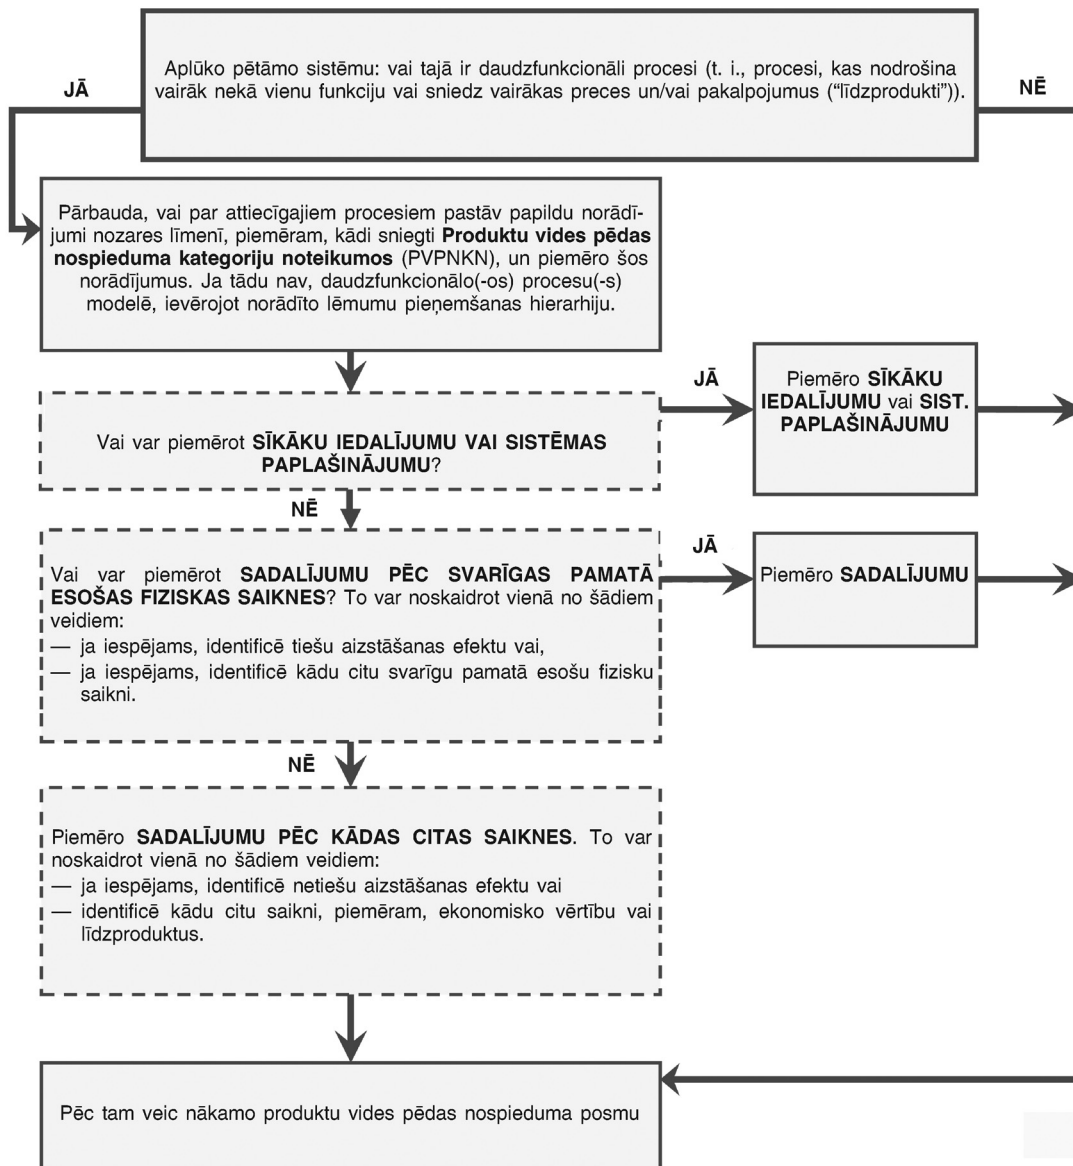 Aplūko pētāmo sistēmu: vai tajā ir daudzfunkcionāli procesi (t. i., procesi, kas nodrošina
vairāk nekā vienu funkciju vai sniedz vairākas preces un/vai pakalpojumus (“līdzprodukti”)).
JĀ
NĒ
Pārbauda, vai par attiecīgajiem procesiem pastāv papildu norādī-
jumi nozares līmenī, piemēram, kādi sniegti Produktu vides pēdas
nospieduma kategoriju noteikumos (PVPNKN), un piemēro šos
norādījumus. Ja tādu nav, daudzfunkcionālo(-os) procesu(-s)
modelē, ievērojot norādīto lēmumu pieņemšanas hierarhiju.
Vai var piemērot SĪKĀKU IEDALĪJUMU VAI SISTĒMAS
PAPLAŠINĀJUMU?
JĀ
Piemēro SĪKĀKU
IEDALĪJUMU vai SIST.
PAPLAŠINĀJUMU
NĒ
Vai var piemērot SADALĪJUMU PĒC SVARĪGAS PAMATĀ
ESOŠAS FIZISKAS SAIKNES? To var noskaidrot vienā no šādiem
veidiem:
— ja iespējams, identificē tiešu aizstāšanas efektu vai,
— ja iespējams, identificē kādu citu svarīgu pamatā esošu fizisku
saikni.
JĀ
Piemēro SADALĪJUMU
NĒ
Piemēro SADALĪJUMU PĒC KĀDAS CITAS SAIKNES. To var
noskaidrot vienā no šādiem veidiem:
— ja iespējams, identificē netiešu aizstāšanas efektu vai
— identificē kādu citu saikni, piemēram, ekonomisko vērtību vai
līdzproduktus.
Pēc tam veic nākamo produktu vides pēdas nospieduma posmu